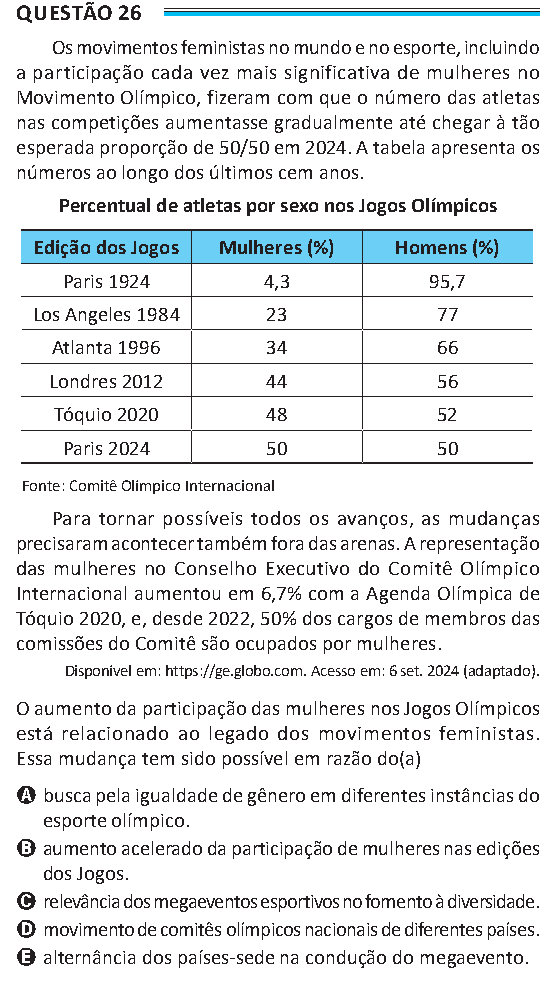 QUESTÃO 26
Os movimentos feministas no mundo e no esporte, incluindo
a participação cada vez mais significativa de mulheres no
Movimento Olímpico, fizeram com que o número das atletas
nas competições aumentasse gradualmente até chegar à tão
esperada proporção de 50/50 em 2024. A tabela apresenta os
números ao longo dos últimos cem anos.
Percentual de atletas por sexo nos Jogos Olímpicos
Edição dos Jogos Mulheres (%) Homens (%)
Paris 1924 4,3 95,7
Los Angeles 1984 23 77
Atlanta 1996 34 66
Londres 2012 44 56
Tóquio 2020 48 52
Paris 2024 50 50
Fonte: Comitê Olímpico Internacional
Para tornar possíveis todos os avanços, as mudanças
precisaram acontecer também fora das arenas. A representação
das mulheres no Conselho Executivo do Comitê Olímpico
Internacional aumentou em 6,7% com a Agenda Olímpica de
Tóquio 2020, e, desde 2022, 50% dos cargos de membros das
comissões do Comitê são ocupados por mulheres.
Disponível em: https://ge.globo.com. Acesso em: 6 set. 2024 (adaptado).
O aumento da participação das mulheres nos Jogos Olímpicos
está relacionado ao legado dos movimentos feministas.
Essa mudança tem sido possível em razão do(a)
A busca pela igualdade de gênero em diferentes instâncias do
esporte olímpico.
B aumento acelerado da participação de mulheres nas edições
dos Jogos.
C relevância dos megaeventos esportivos no fomento à diversidade.
D movimento de comitês olímpicos nacionais de diferentes países.
E alternância dos países-sede na condução do megaevento.